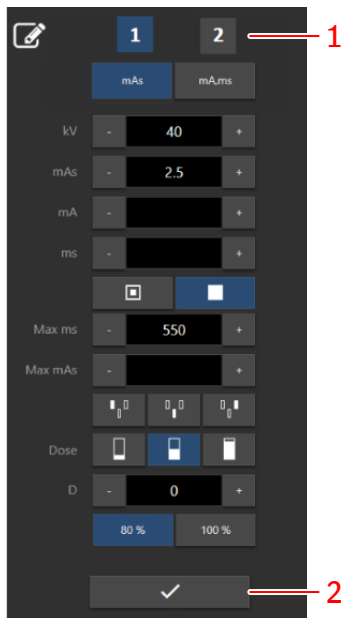 1 2 1
mAs mA,ms
kV - 40 +
mAs - 2.5 +
mA - +
ms - +
Max ms - 550 +
Max mAs - +
Dose
D - 0 +
80 % 100 %
2